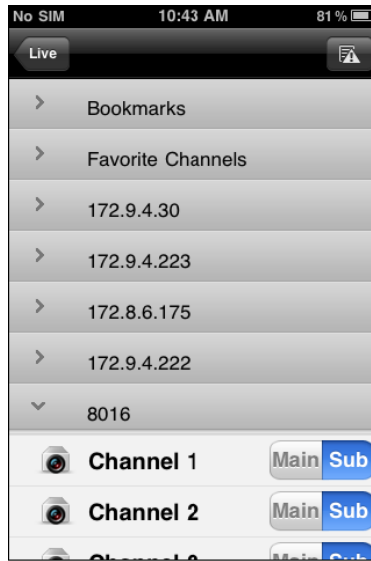 No SIM 10:43 AM 81 %
Live
Bookmarks
Favorite Channels
172.9.4.30
172.9.4.223
172.8.6.175
172.9.4.222
8016
Channel 1 Main Sub
Channel 2 Main Sub